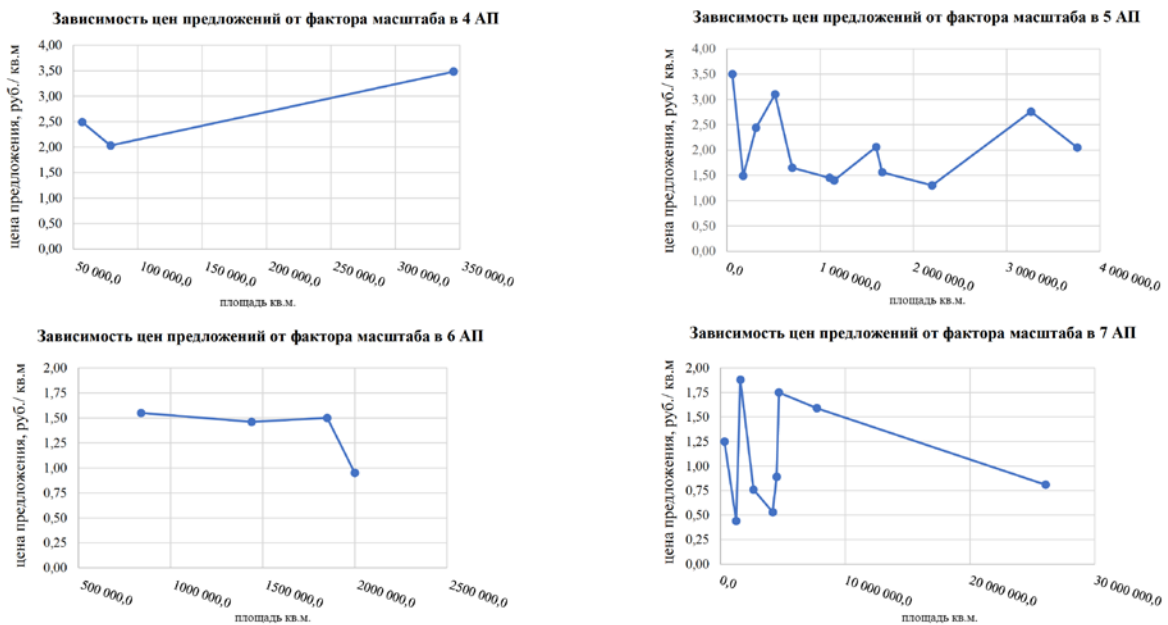 Зависимость цен предложений от фактора масштаба в 4 АП
цена предложения, руб./ кв.м
4,00
3,50
3,00
2,50
2,00
1,50
1,00
0,50
0,00
50 000,0
100 000,0
150 000,0
200 000,0
250 000,0
300 000,0
350 000,0
площадь кв.м.
Зависимость цен предложений от фактора масштаба в 5 АП
цена предложения, руб./ кв.м
4,00
3,50
3,00
2,50
2,00
1,50
1,00
0,50
0,00
0,0
1 000 000,0
2 000 000,0
3 000 000,0
4 000 000,0
площадь кв.м.
Зависимость цен предложений от фактора масштаба в 6 АП
цена предложения, руб./ кв.м
2,00
1,75
1,50
1,25
1,00
0,75
0,50
0,25
0,00
500 000,0
1000 000,0
1500 000,0
2000 000,0
2500 000,0
площадь кв.м.
Зависимость цен предложений от фактора масштаба в 7 АП
цена предложения, руб./ кв.м
2,00
1,75
1,50
1,25
1,00
0,75
0,50
0,25
0,00
0,0
10 000 000,0
20 000 000,0
30 000 000,0
площадь кв.м.